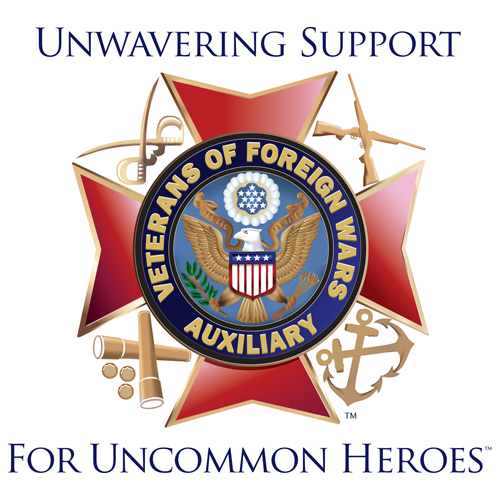 UNWAVERING SUPPORT
VETERANS OF FOREIGN WARS
AUXILIARY
TM
FOR UNCOMMON HEROES™